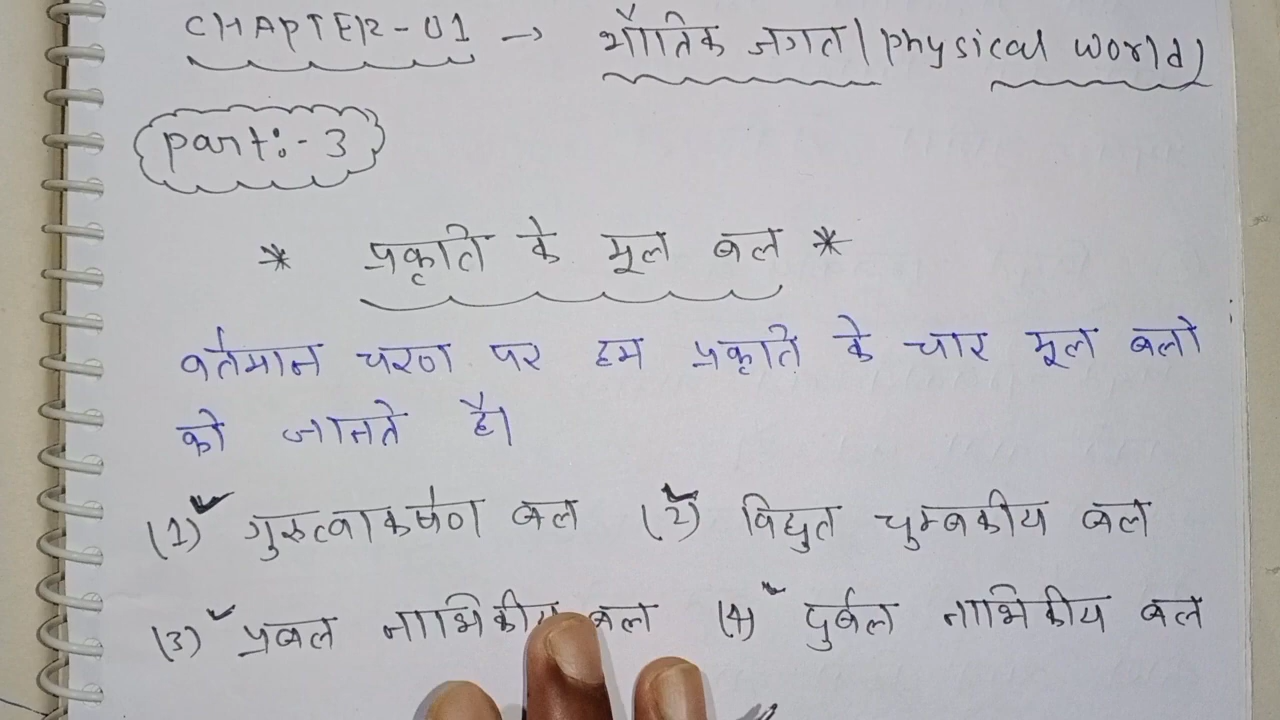 CHAPTER-01 → भौतिक जगत (physical world)
part:-3
* प्रकृति के मूल बल *
वर्तमान चरण पर हम प्रकृति के चार मूल बलो
को जानते है।
(1) गुरुत्वाकर्षण बल (2) विद्युत चुम्बकीय बल
(3) प्रबल नाभिकीय बल (4) दुर्बल नाभिकीय बल